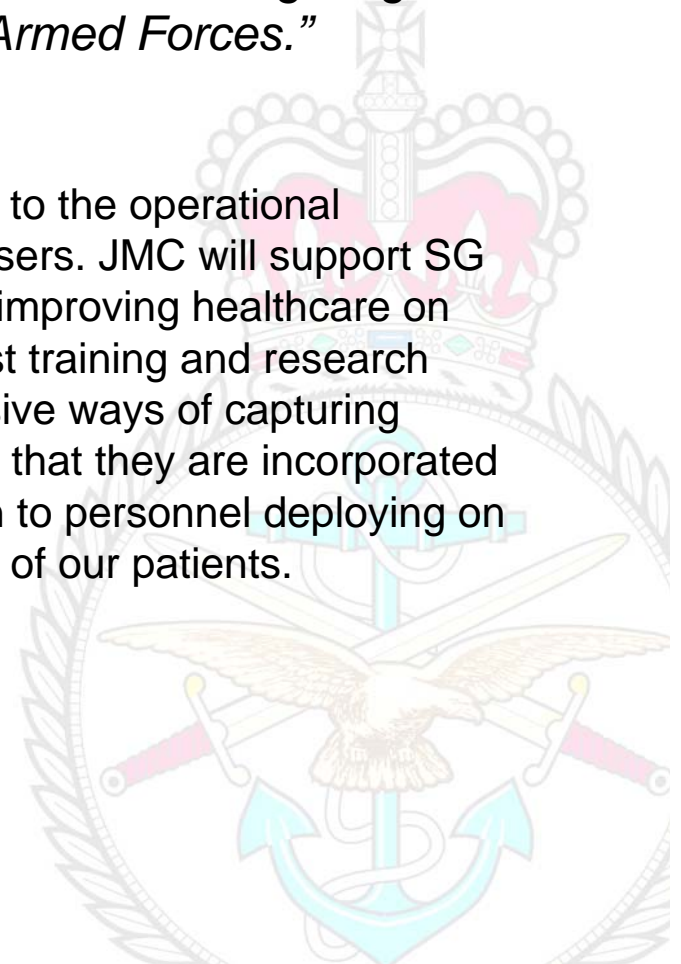 Armed Forces.”
to the operational
sers. JMC will support SG
improving healthcare on
st training and research
sive ways of capturing
that they are incorporated
to personnel deploying on
of our patients.